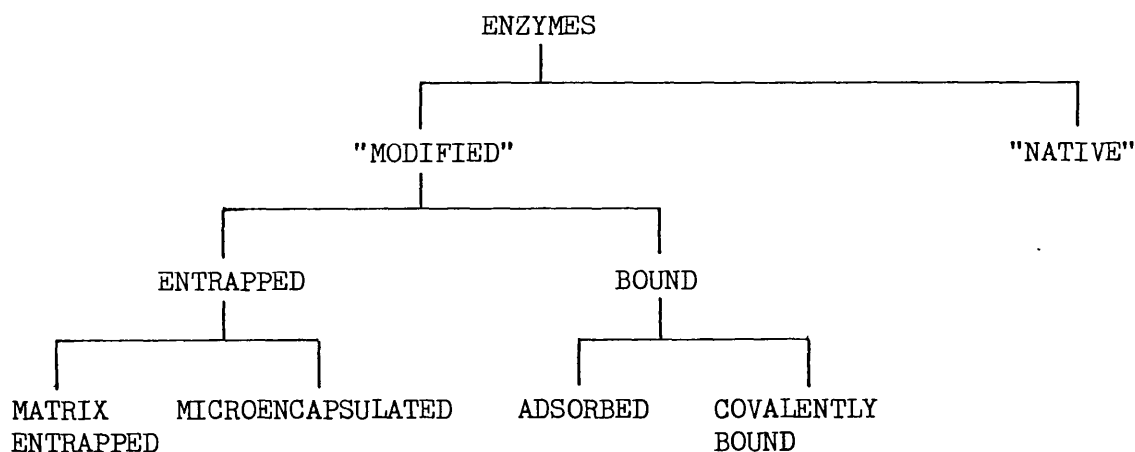 ENZYMES
"MODIFIED"
"NATIVE"
ENTRAPPED
BOUND
MATRIX
ENTRAPPED
MICROENCAPSULATED
ADSORBED
COVALENTLY
BOUND